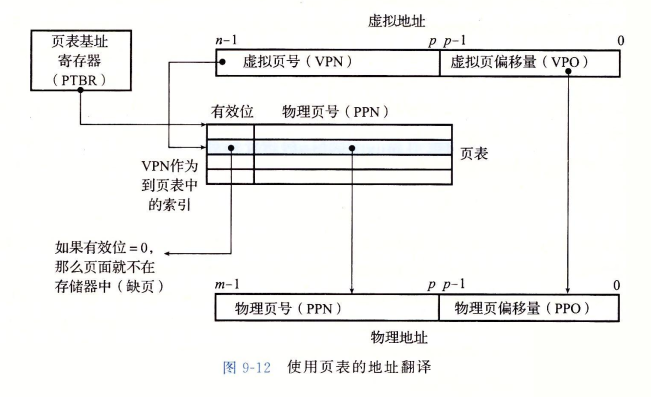 虚拟地址
页表基址
寄存器
(PTBR)
n-1 p p-1 0
虚拟页号(VPN) 虚拟页偏移量(VPO)
有效位 物理页号(PPN)
页表
VPN作为
到页表中
的索引
如果有效位=0,
那么页面就不在
存储器中(缺页)
m-1 p p-1 0
物理页号(PPN) 物理页偏移量(PPO)
物理地址
图 9-12 使用页表的地址翻译